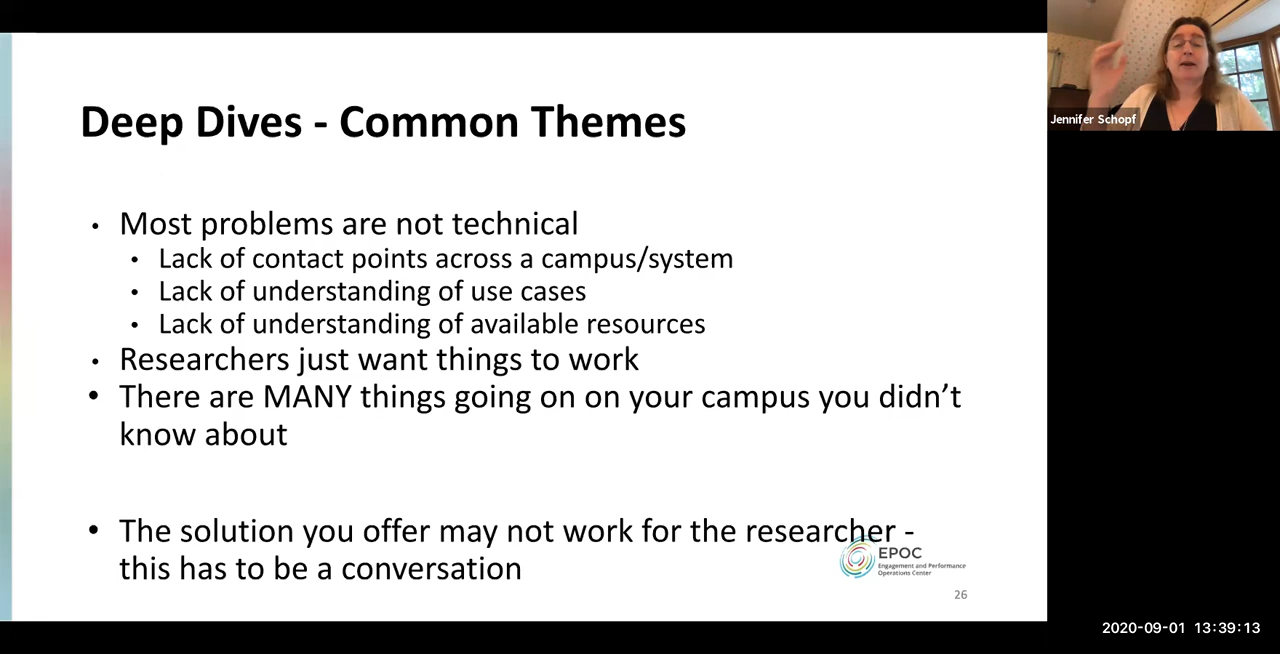 Deep Dives - Common Themes
• Most problems are not technical
• Lack of contact points across a campus/system
• Lack of understanding of use cases
• Lack of understanding of available resources
• Researchers just want things to work
• There are MANY things going on on your campus you didn’t
know about
• The solution you offer may not work for the researcher -
this has to be a conversation
EPOC
Engagement and Performance
Operations Center
26
Jennifer Schopf
2020-09-01 13:39:13